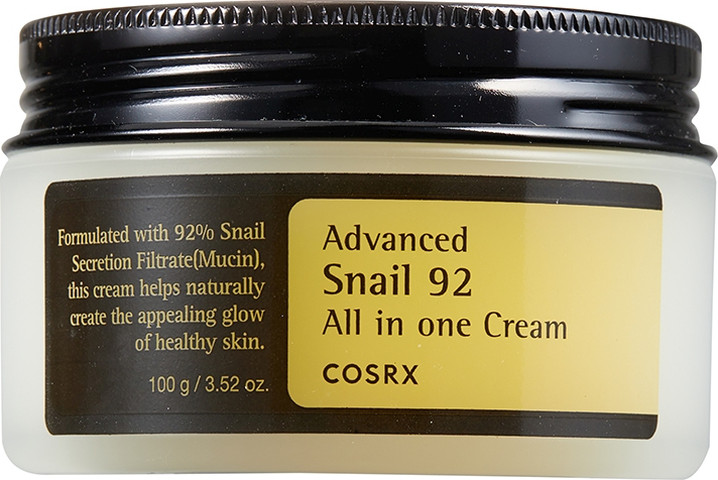 Formulated with 92% Snail
Secretion Filtrate(Mucin),
this cream helps naturally
create the appealing glow
of healthy skin.
100 g / 3.52 oz.
Advanced
Snail 92
All in one Cream
COSRX